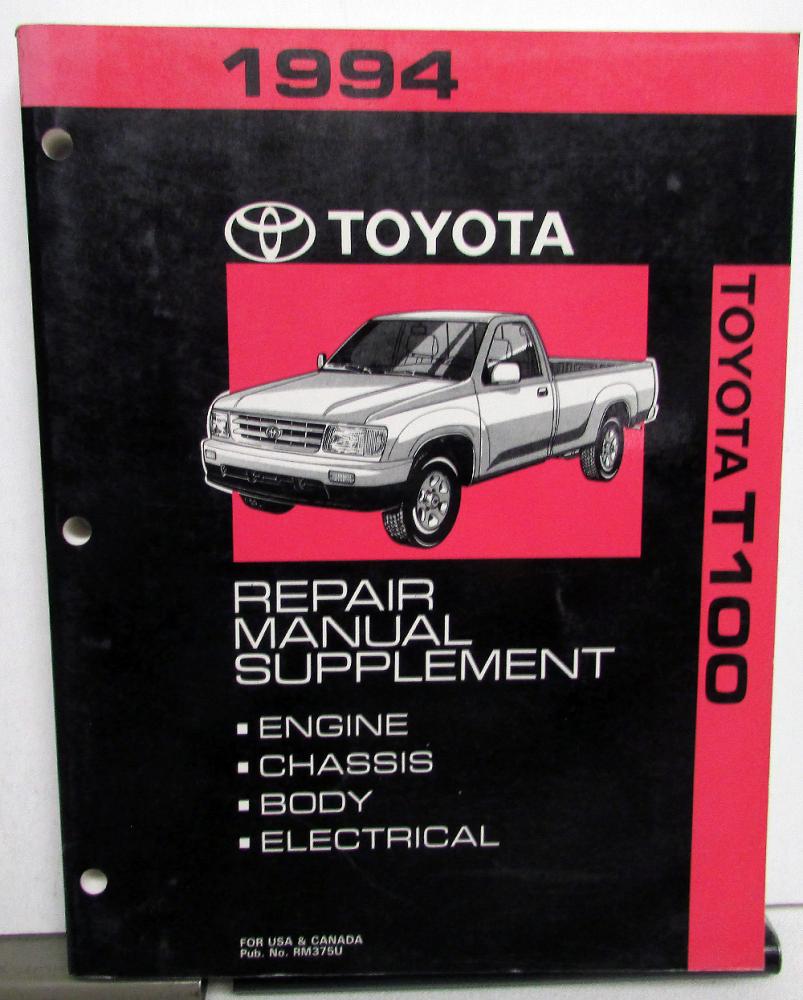 1994
TOYOTA
TOYOTA T100
REPAIR
MANUAL
SUPPLEMENT
▪ ENGINE
▪ CHASSIS
▪ BODY
▪ ELECTRICAL
FOR USA & CANADA
Pub. No. RM375U